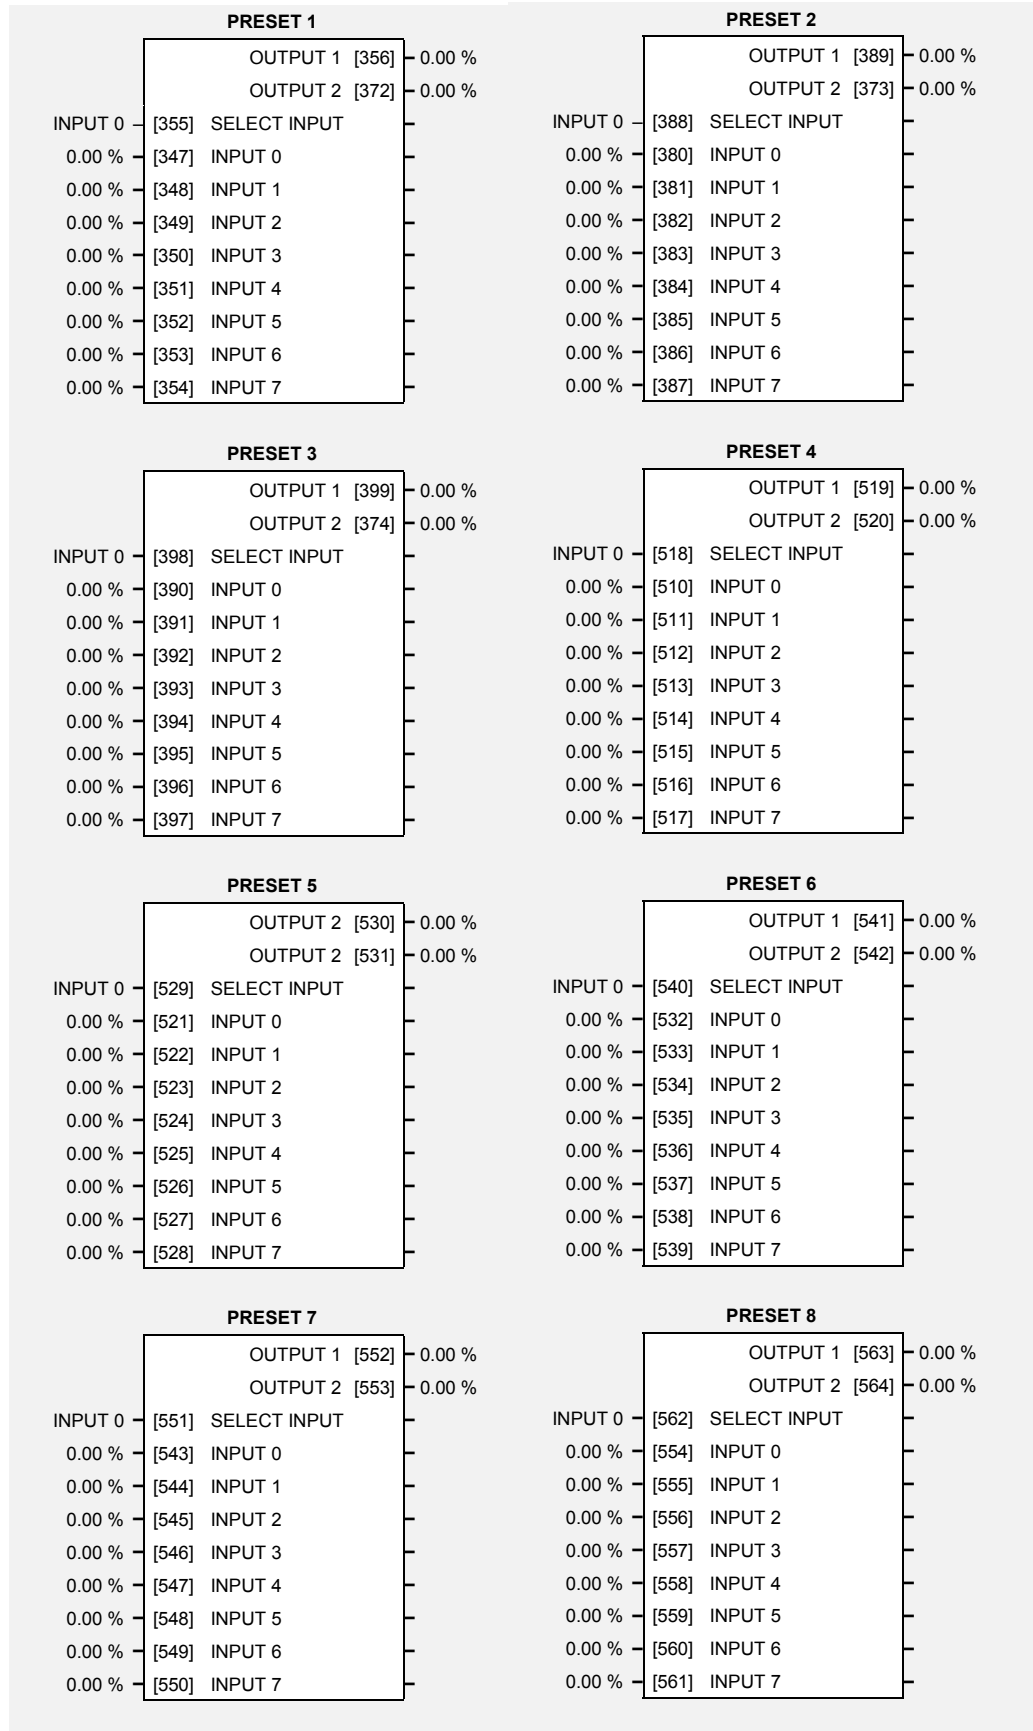 PRESET 1
OUTPUT 1 [356] 0.00 %
OUTPUT 2 [372] 0.00 %
INPUT 0 [355] SELECT INPUT
0.00 % [347] INPUT 0
0.00 % [348] INPUT 1
0.00 % [349] INPUT 2
0.00 % [350] INPUT 3
0.00 % [351] INPUT 4
0.00 % [352] INPUT 5
0.00 % [353] INPUT 6
0.00 % [354] INPUT 7
PRESET 2
OUTPUT 1 [389] 0.00 %
OUTPUT 2 [373] 0.00 %
INPUT 0 [388] SELECT INPUT
0.00 % [380] INPUT 0
0.00 % [381] INPUT 1
0.00 % [382] INPUT 2
0.00 % [383] INPUT 3
0.00 % [384] INPUT 4
0.00 % [385] INPUT 5
0.00 % [386] INPUT 6
0.00 % [387] INPUT 7
PRESET 3
OUTPUT 1 [399] 0.00 %
OUTPUT 2 [374] 0.00 %
INPUT 0 [398] SELECT INPUT
0.00 % [390] INPUT 0
0.00 % [391] INPUT 1
0.00 % [392] INPUT 2
0.00 % [393] INPUT 3
0.00 % [394] INPUT 4
0.00 % [395] INPUT 5
0.00 % [396] INPUT 6
0.00 % [397] INPUT 7
PRESET 4
OUTPUT 1 [519] 0.00 %
OUTPUT 2 [520] 0.00 %
INPUT 0 [518] SELECT INPUT
0.00 % [510] INPUT 0
0.00 % [511] INPUT 1
0.00 % [512] INPUT 2
0.00 % [513] INPUT 3
0.00 % [514] INPUT 4
0.00 % [515] INPUT 5
0.00 % [516] INPUT 6
0.00 % [517] INPUT 7
PRESET 5
OUTPUT 2 [530] 0.00 %
OUTPUT 2 [531] 0.00 %
INPUT 0 [529] SELECT INPUT
0.00 % [521] INPUT 0
0.00 % [522] INPUT 1
0.00 % [523] INPUT 2
0.00 % [524] INPUT 3
0.00 % [525] INPUT 4
0.00 % [526] INPUT 5
0.00 % [527] INPUT 6
0.00 % [528] INPUT 7
PRESET 6
OUTPUT 1 [541] 0.00 %
OUTPUT 2 [542] 0.00 %
INPUT 0 [540] SELECT INPUT
0.00 % [532] INPUT 0
0.00 % [533] INPUT 1
0.00 % [534] INPUT 2
0.00 % [535] INPUT 3
0.00 % [536] INPUT 4
0.00 % [537] INPUT 5
0.00 % [538] INPUT 6
0.00 % [539] INPUT 7
PRESET 7
OUTPUT 1 [552] 0.00 %
OUTPUT 2 [553] 0.00 %
INPUT 0 [551] SELECT INPUT
0.00 % [543] INPUT 0
0.00 % [544] INPUT 1
0.00 % [545] INPUT 2
0.00 % [546] INPUT 3
0.00 % [547] INPUT 4
0.00 % [548] INPUT 5
0.00 % [549] INPUT 6
0.00 % [550] INPUT 7
PRESET 8
OUTPUT 1 [563] 0.00 %
OUTPUT 2 [564] 0.00 %
INPUT 0 [562] SELECT INPUT
0.00 % [554] INPUT 0
0.00 % [555] INPUT 1
0.00 % [556] INPUT 2
0.00 % [557] INPUT 3
0.00 % [558] INPUT 4
0.00 % [559] INPUT 5
0.00 % [560] INPUT 6
0.00 % [561] INPUT 7